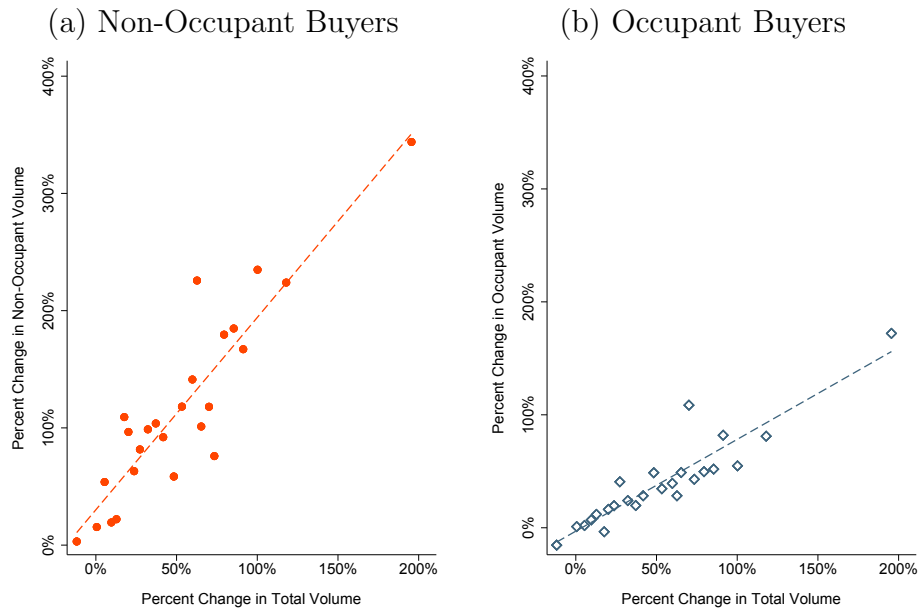 (a) Non-Occupant Buyers
400%
300%
200%
100%
0%
Percent Change in Non-Occupant Volume
0% 50% 100% 150% 200%
Percent Change in Total Volume
(b) Occupant Buyers
400%
300%
200%
100%
0%
Percent Change in Occupant Volume
0% 50% 100% 150% 200%
Percent Change in Total Volume